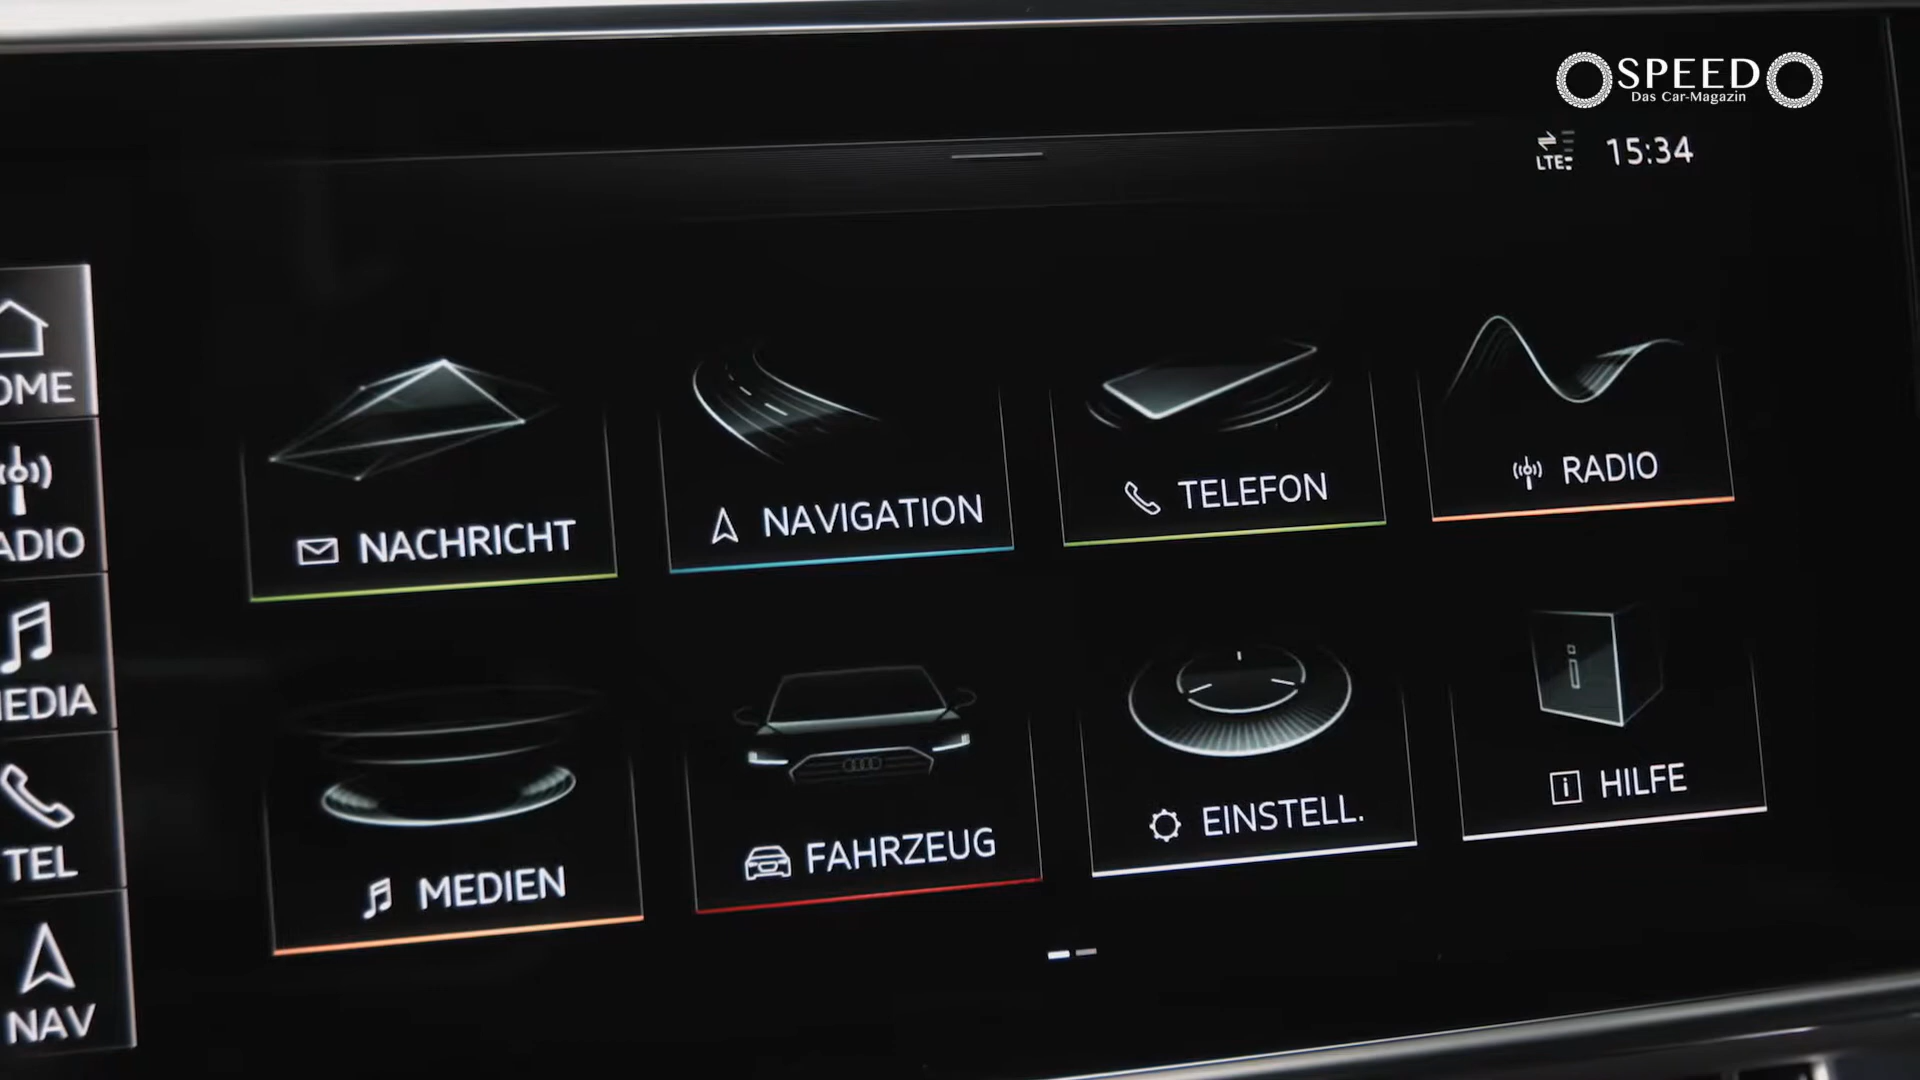 SPEED
Das Car-Magazin
LTE 15:34
OME
ADIO
EDIA
TEL
NAV
NACHRICHT
NAVIGATION
TELEFON
RADIO
MEDIEN
FAHRZEUG
EINSTELL.
HILFE